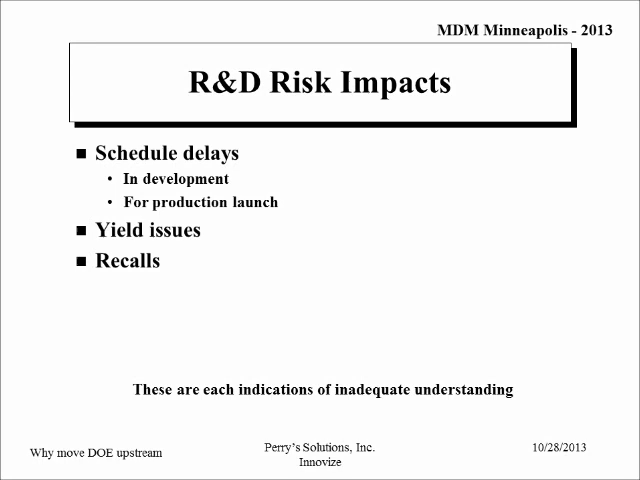 MDM Minneapolis - 2013
R&D Risk Impacts
■ Schedule delays
• In development
• For production launch
■ Yield issues
■ Recalls
These are each indications of inadequate understanding
Why move DOE upstream
Perry's Solutions, Inc.
Innovize
10/28/2013